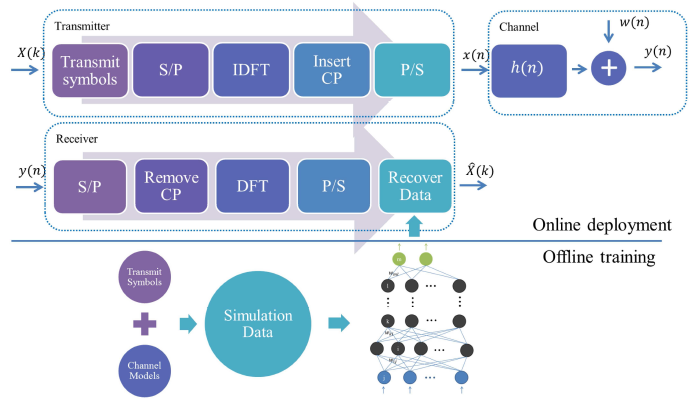 Transmitter
Channel
X(k)
Transmit
symbols
S/P
IDFT
Insert
CP
P/S
x(n)
h(n)
w(n)
+
y(n)
Receiver
y(n)
S/P
Remove
CP
DFT
P/S
Recover
Data
X̂(k)
Online deployment
Offline training
Transmit
Symbols
Channel
Models
Simulation
Data
m
l
...
k
...
i
...
j
...